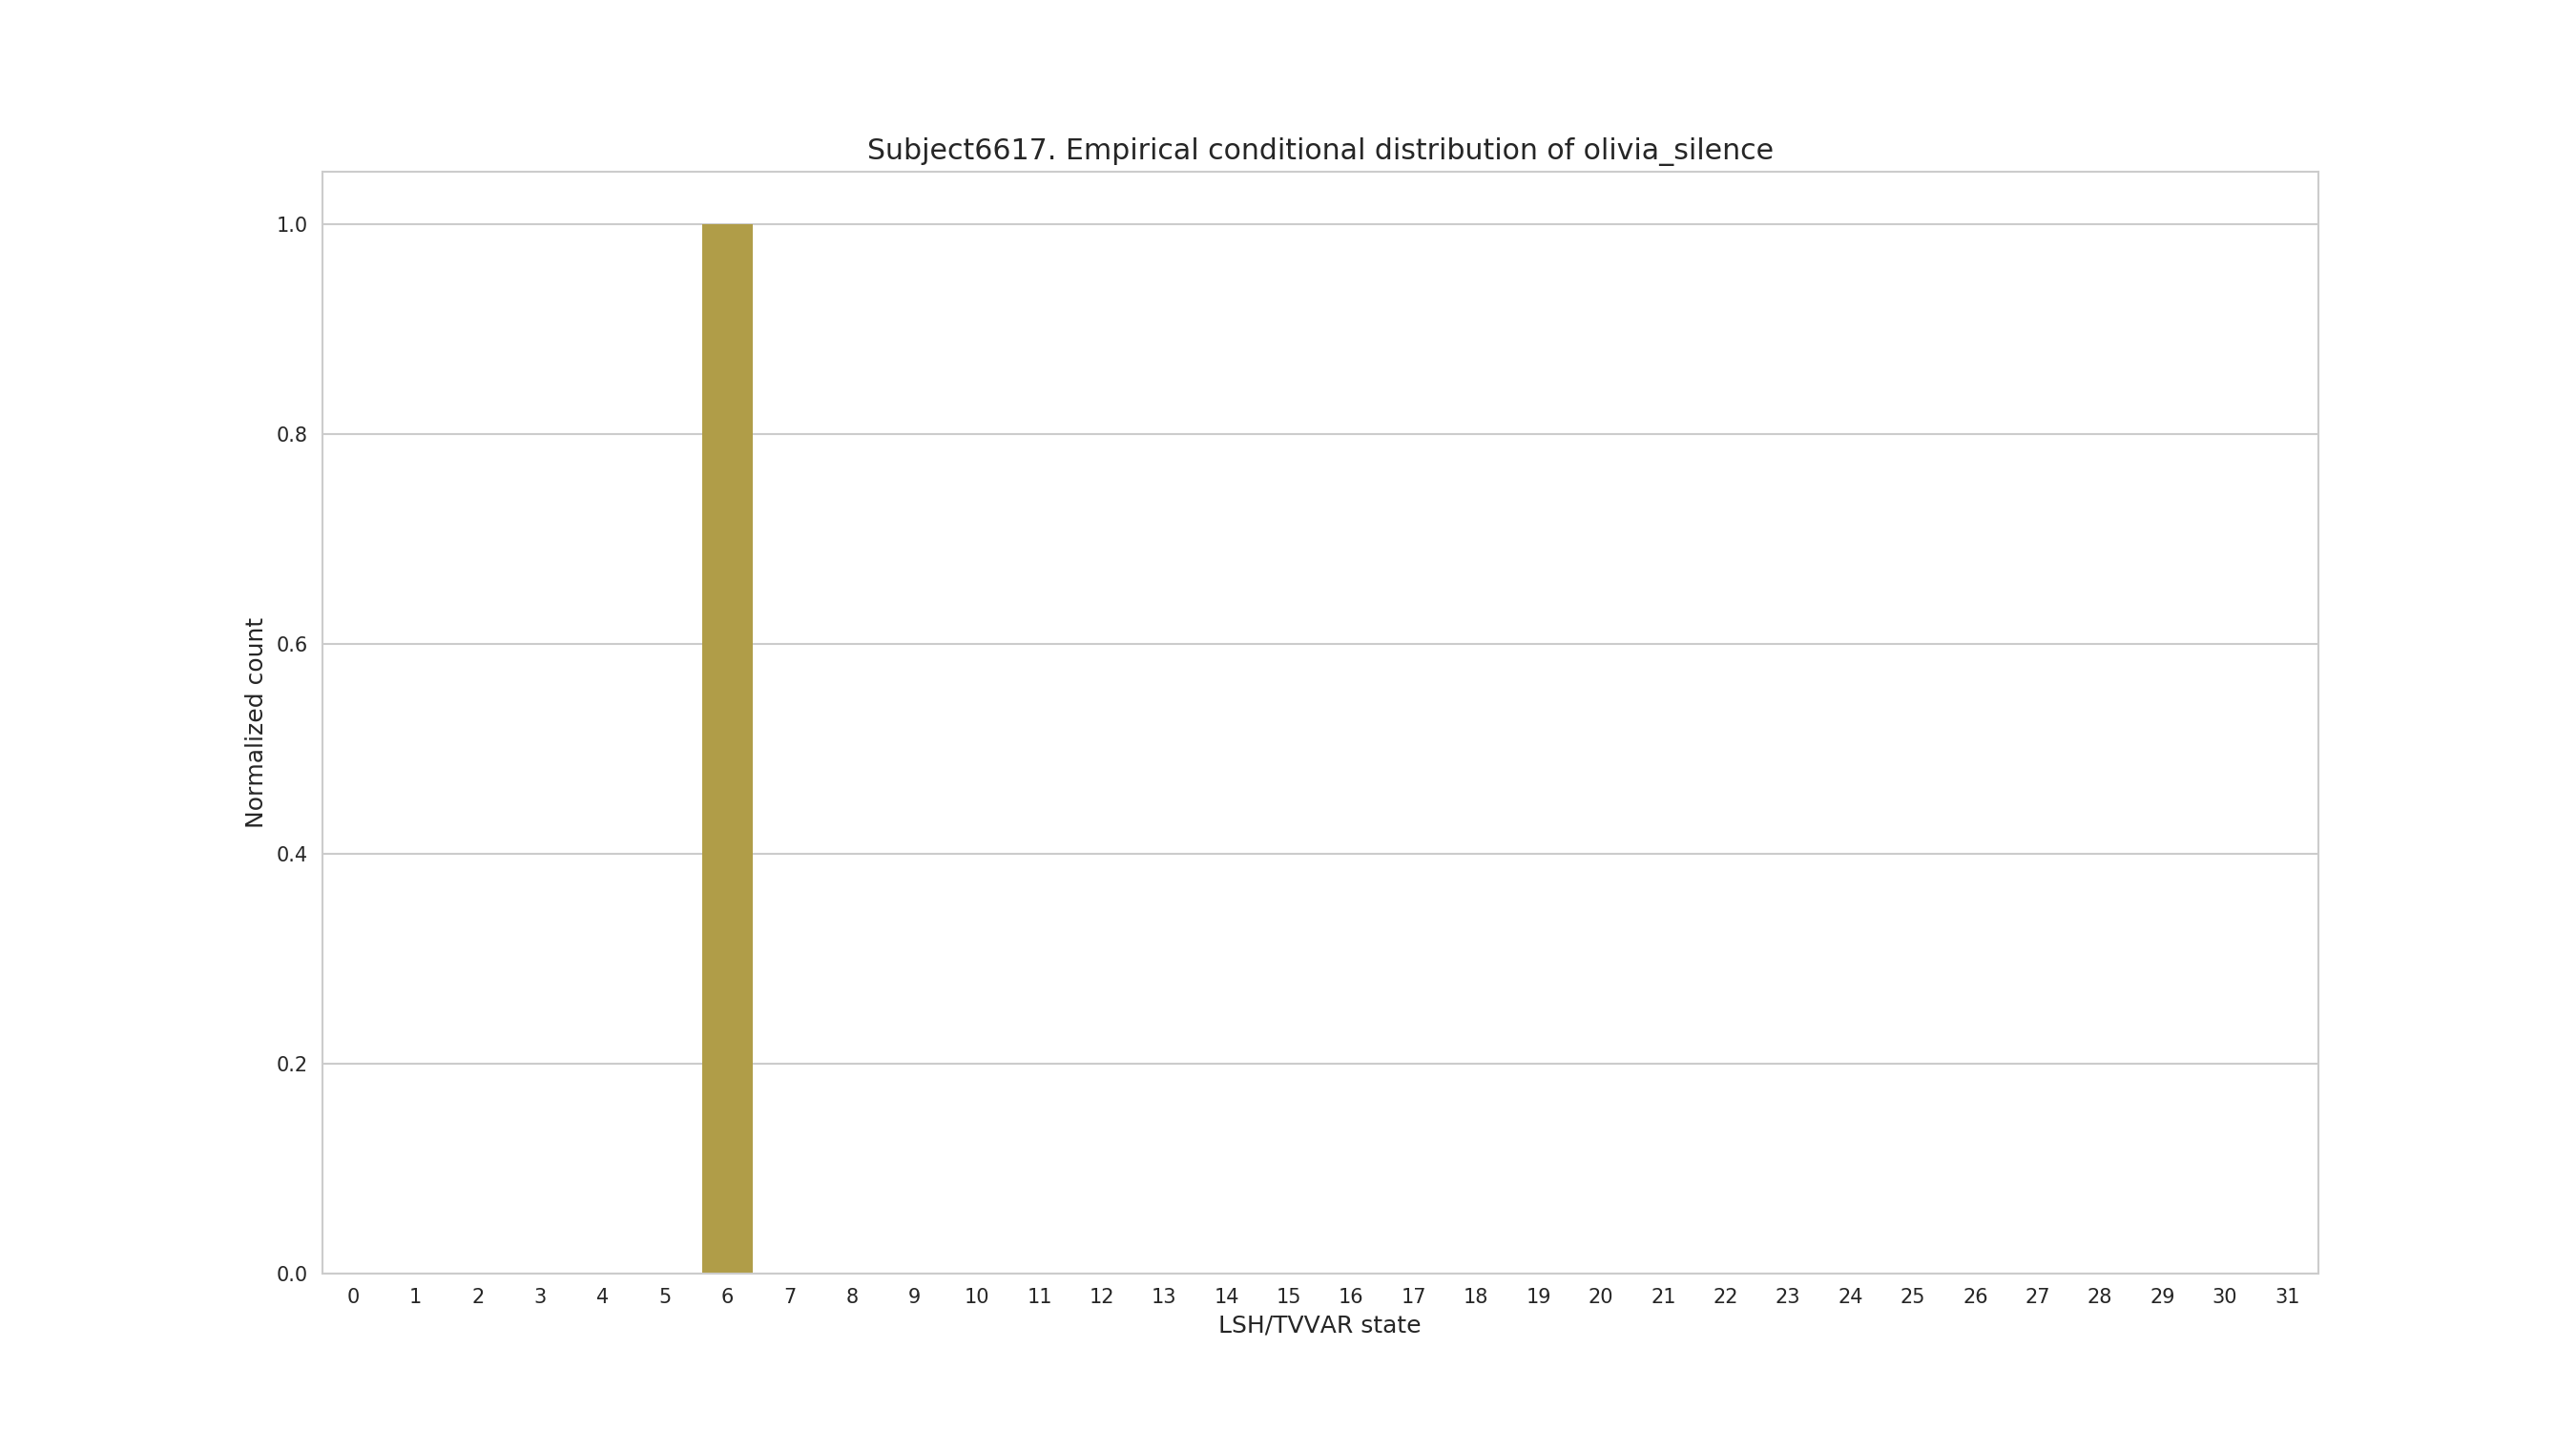 Subject6617. Empirical conditional distribution of olivia_silence
Normalized count
1.0
0.8
0.6
0.4
0.2
0.0
0 1 2 3 4 5 6 7 8 9 10 11 12 13 14 15 16 17 18 19 20 21 22 23 24 25 26 27 28 29 30 31
LSH/TVVAR state